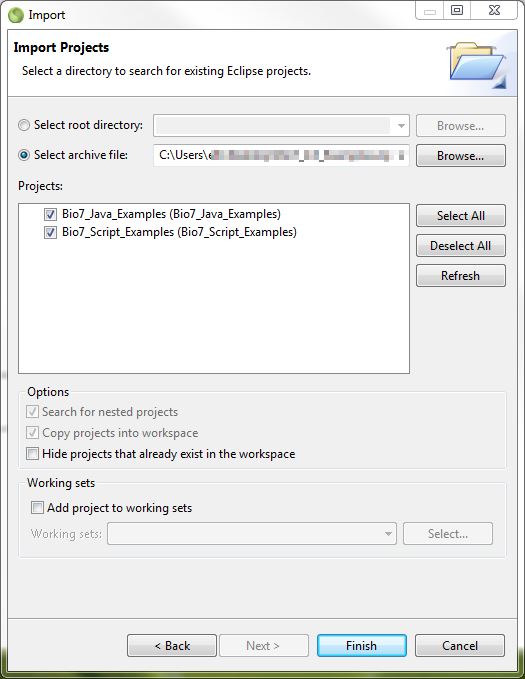 Import
Import Projects
Select a directory to search for existing Eclipse projects.
Select root directory:
Browse...
Select archive file:
C:\Users\e
Browse...
Projects:
Bio7_Java_Examples (Bio7_Java_Examples)
Select All
Bio7_Script_Examples (Bio7_Script_Examples)
Deselect All
Refresh
Options
Search for nested projects
Copy projects into workspace
Hide projects that already exist in the workspace
Working sets
Add project to working sets
Working sets:
Select...
< Back
Next >
Finish
Cancel